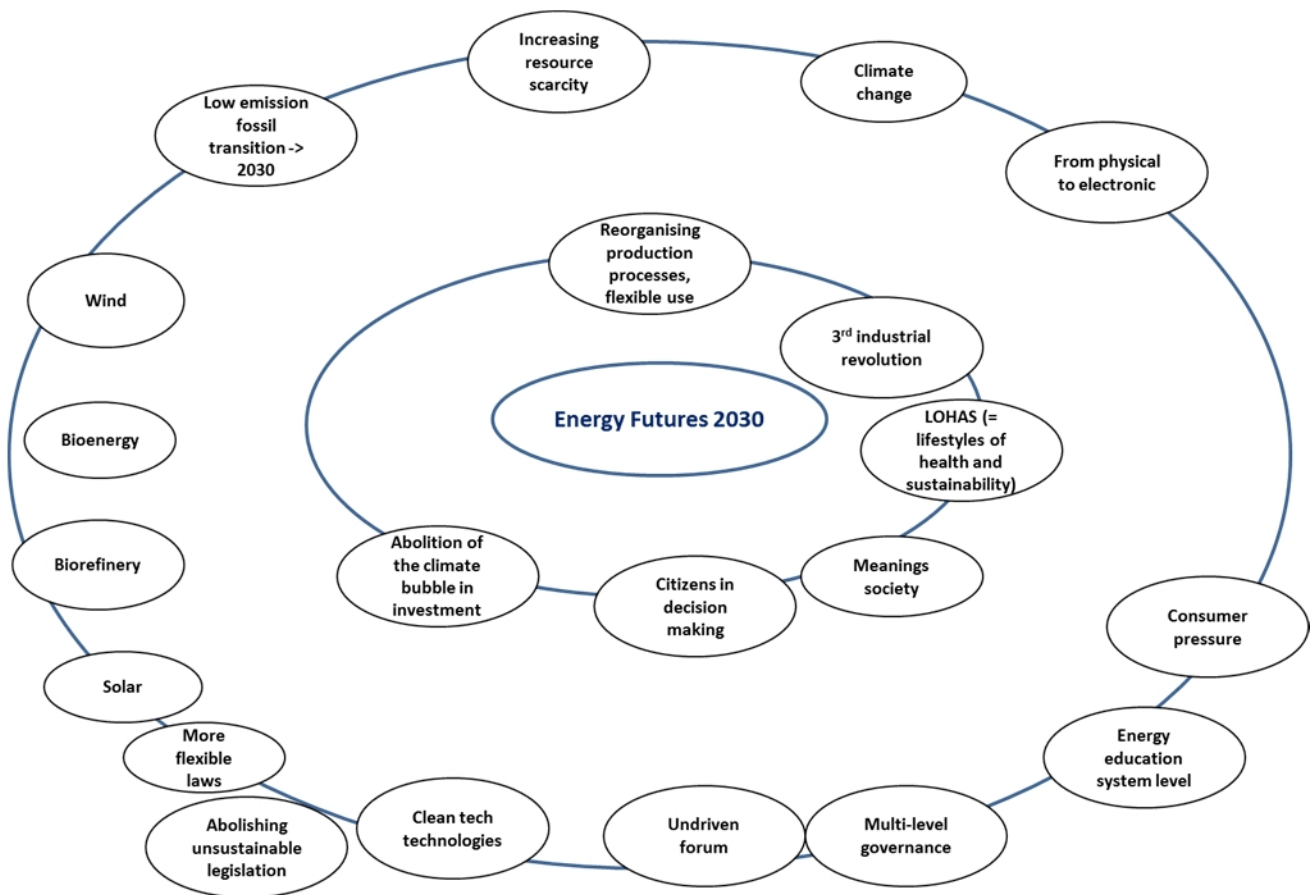 Increasing
resource
scarcity
Climate
change
Low emission
fossil
transition ->
2030
From physical
to electronic
Reorganising
production
processes,
flexible use
Wind
3rd industrial
revolution
Energy Futures 2030
LOHAS (=
lifestyles of
health and
sustainability)
Bioenergy
Biorefinery
Abolition of
the climate
bubble in
investment
Citizens in
decision
making
Meanings
society
Consumer
pressure
Solar
More
flexible
laws
Energy
education
system level
Abolishing
unsustainable
legislation
Clean tech
technologies
Undriven
forum
Multi-level
governance